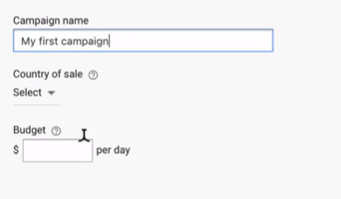 Campaign name
My first campaign
Country of sale
Select
Budget
$ per day